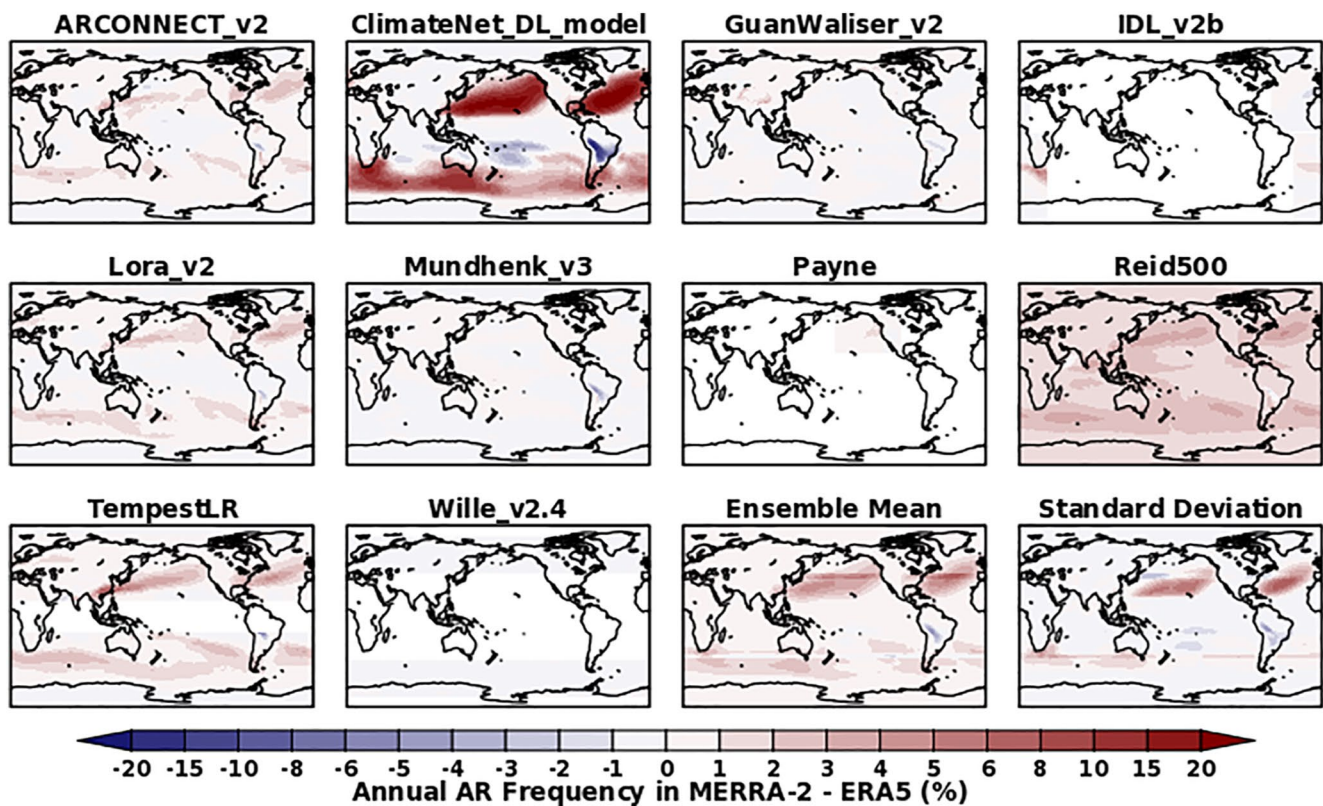 ARCONNECT_v2 ClimateNet_DL_model GuanWaliser_v2 IDL_v2b
Lora_v2 Mundhenk_v3 Payne Reid500
TempestLR Wille_v2.4 Ensemble Mean Standard Deviation
-20 -15 -10 -8 -6 -5 -4 -3 -2 -1 0 1 2 3 4 5 6 8 10 15 20
Annual AR Frequency in MERRA-2 - ERA5 (%)